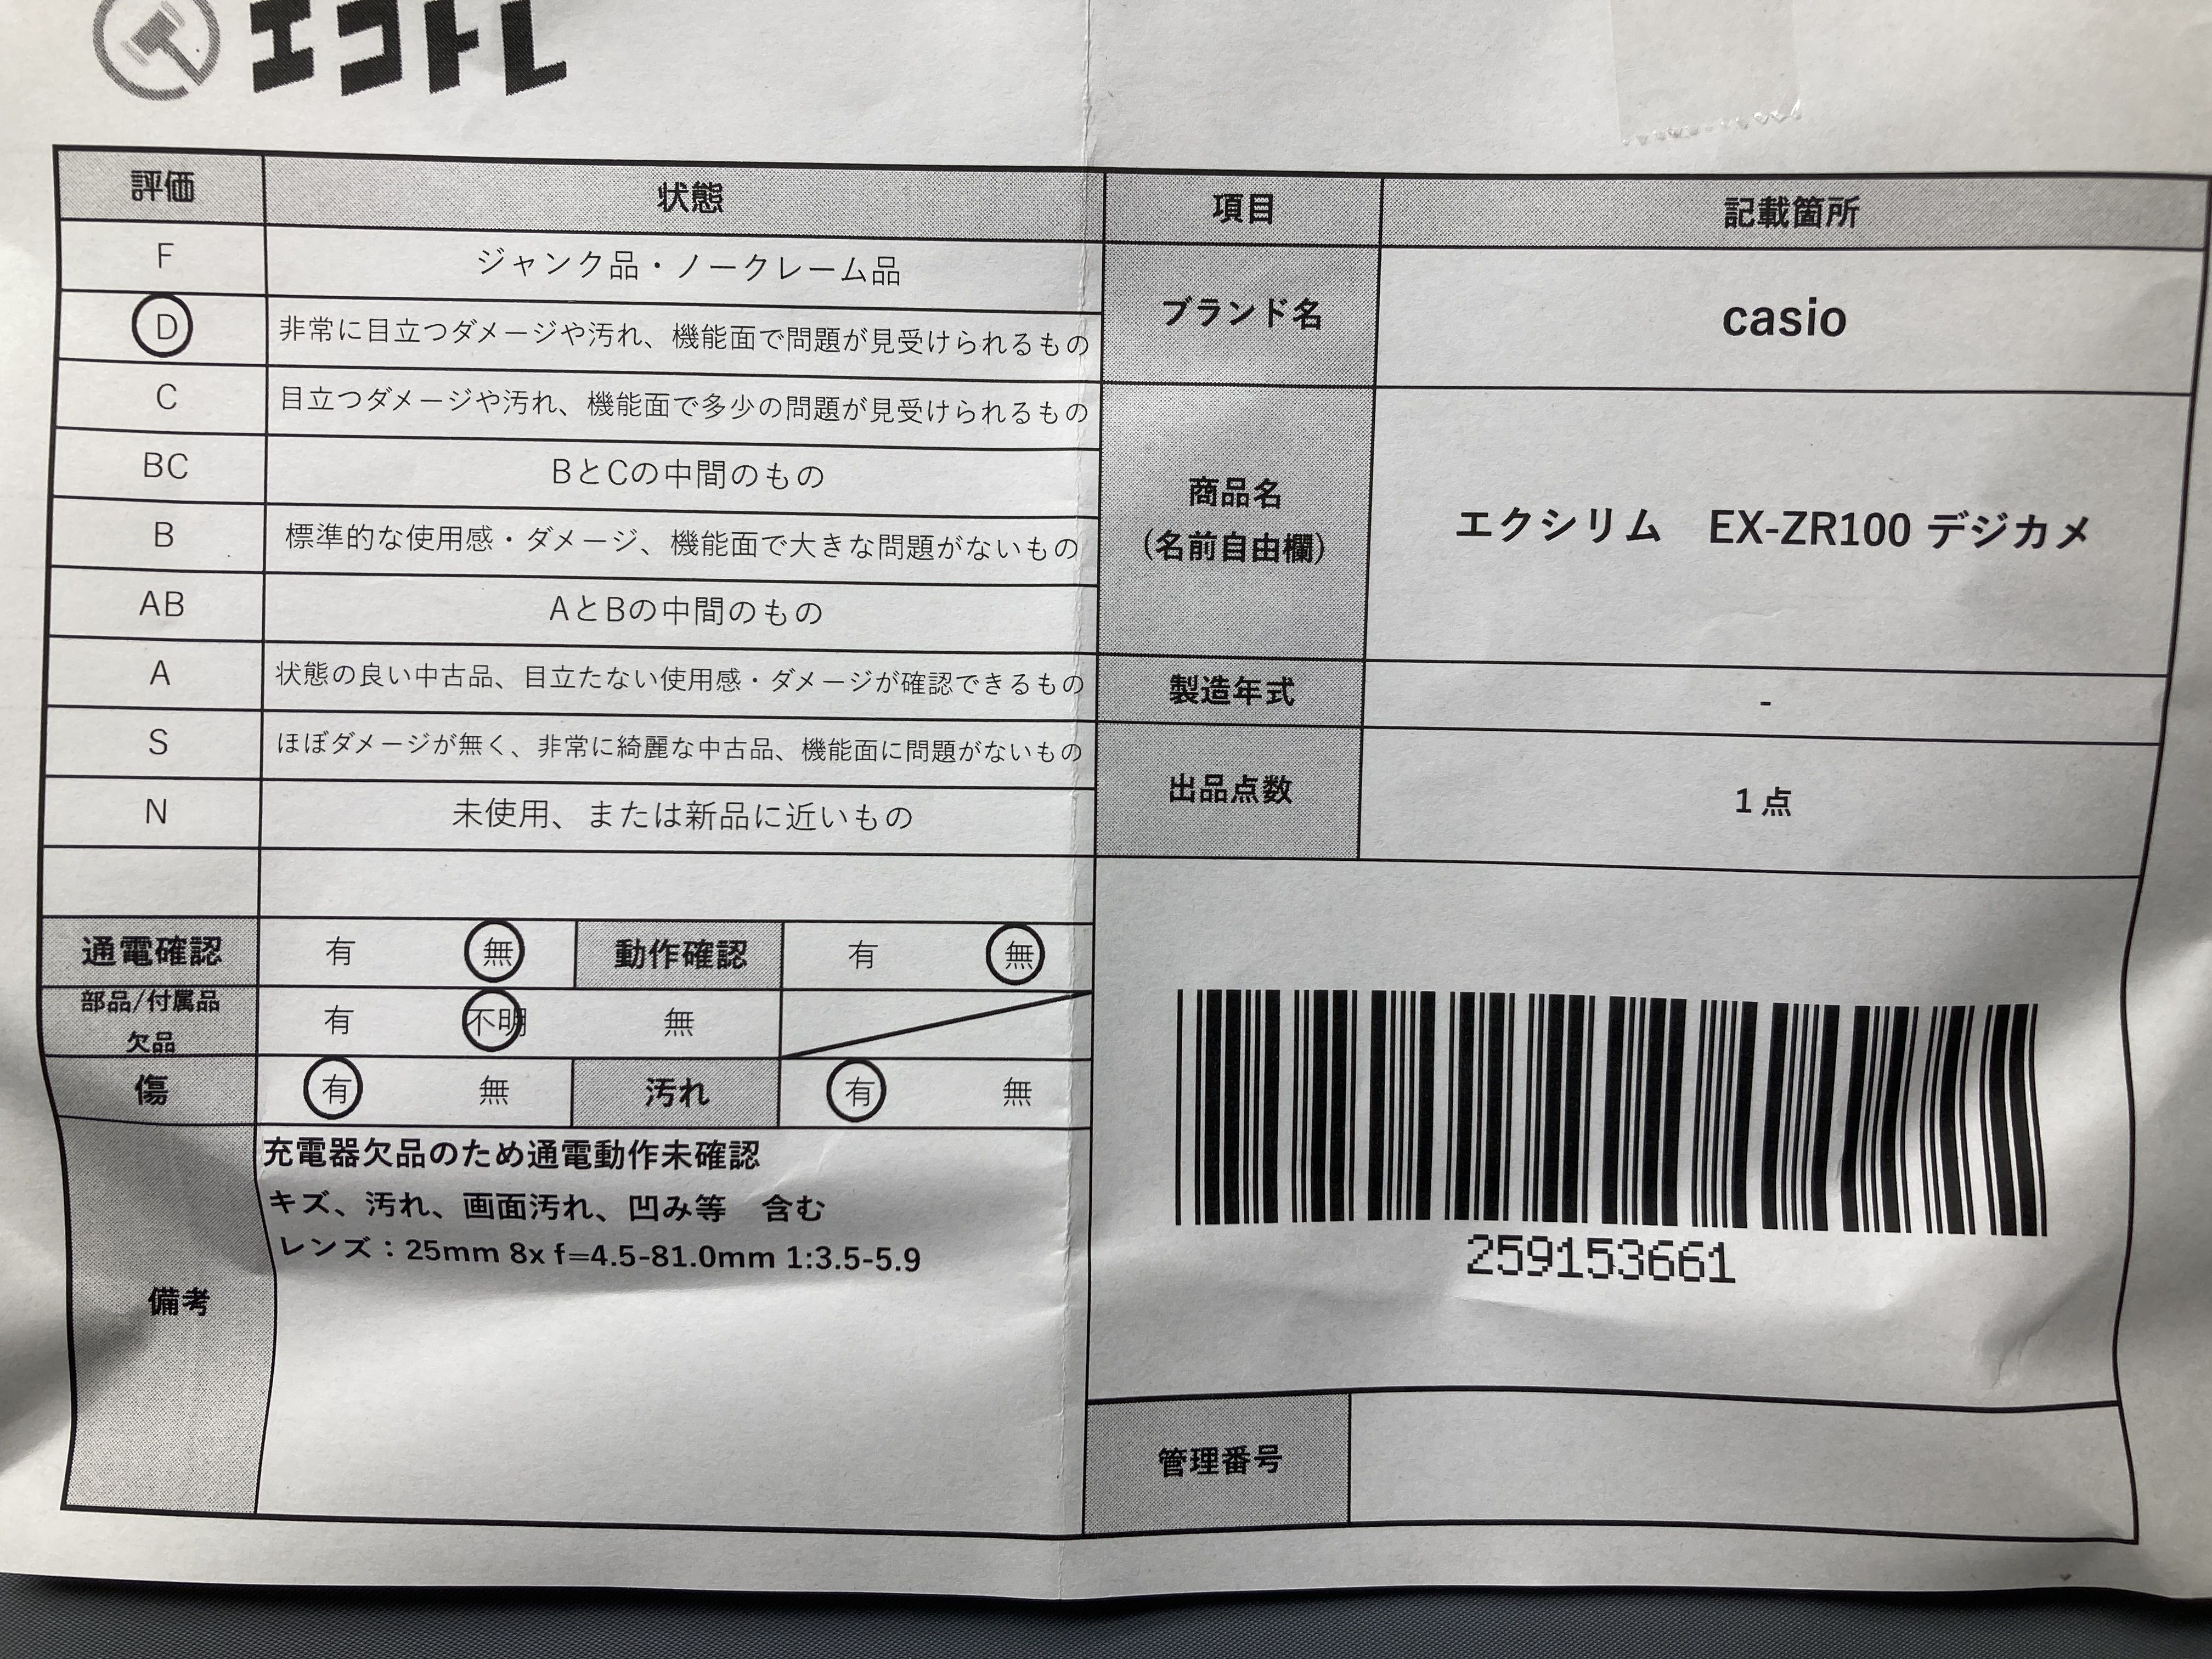 エコトレ
評価 状態 項目 記載箇所
F ジャンク品・ノークレーム品
D 非常に目立つダメージや汚れ、機能面で問題が見受けられるもの
ブランド名 casio
C 目立つダメージや汚れ、機能面で多少の問題が見受けられるもの
BC BとCの中間のもの
商品名
(名前自由欄)
エクシリム EX-ZR100 デジカメ
B 標準的な使用感・ダメージ、機能面で大きな問題がないもの
AB AとBの中間のもの
A 状態の良い中古品、目立たない使用感・ダメージが確認できるもの
製造年式 -
S ほぼダメージが無く、非常に綺麗な中古品、機能面に問題がないもの
出品点数 1点
N 未使用、または新品に近いもの
通電確認 有 無 動作確認 有 無
部品/付属品
欠品
有 不明 無
傷 有 無 汚れ 有 無
備考
充電器欠品のため通電動作未確認
キズ、汚れ、画面汚れ、凹み等 含む
レンズ：25mm 8x f=4.5-81.0mm 1:3.5-5.9
259153661
管理番号